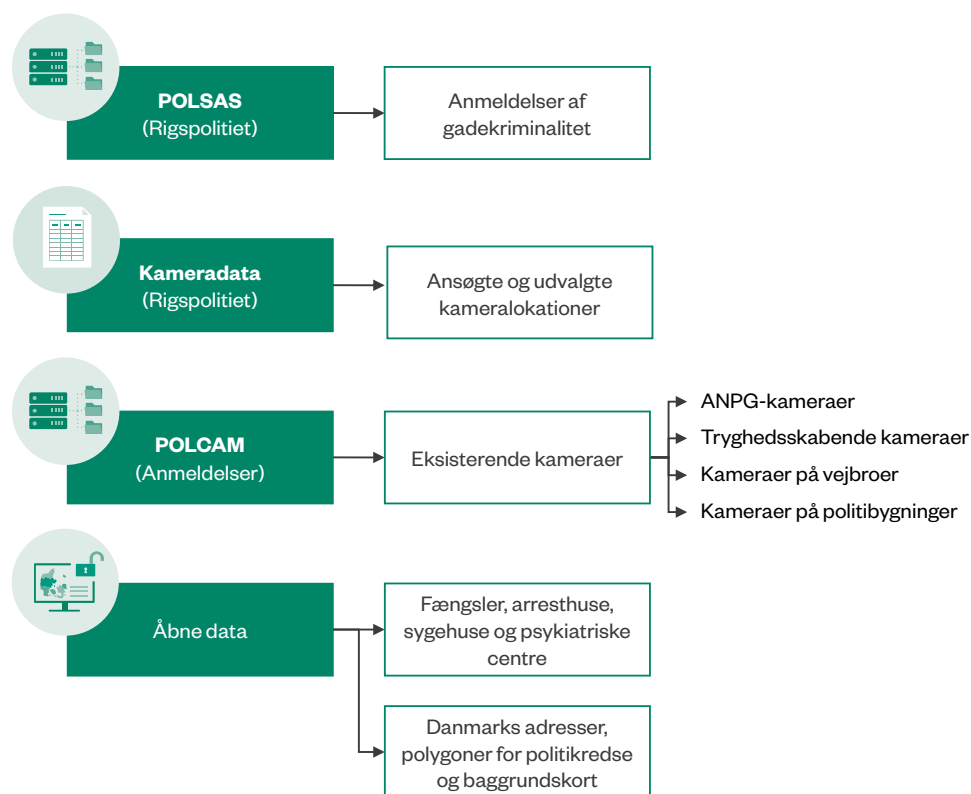 POLSAS
(Rigspolitiet)
Anmeldelser af
gadekriminalitet
Kameradata
(Rigspolitiet)
Ansøgte og udvalgte
kameralokationer
POLCAM
(Anmeldelser)
Eksisterende kameraer
ANPG-kameraer
Tryghedsskabende kameraer
Kameraer på vejbroer
Kameraer på politibygninger
Åbne data
Fængsler, arresthuse,
sygehuse og psykiatriske
centre
Danmarks adresser,
polygoner for politikredse
og baggrundskort